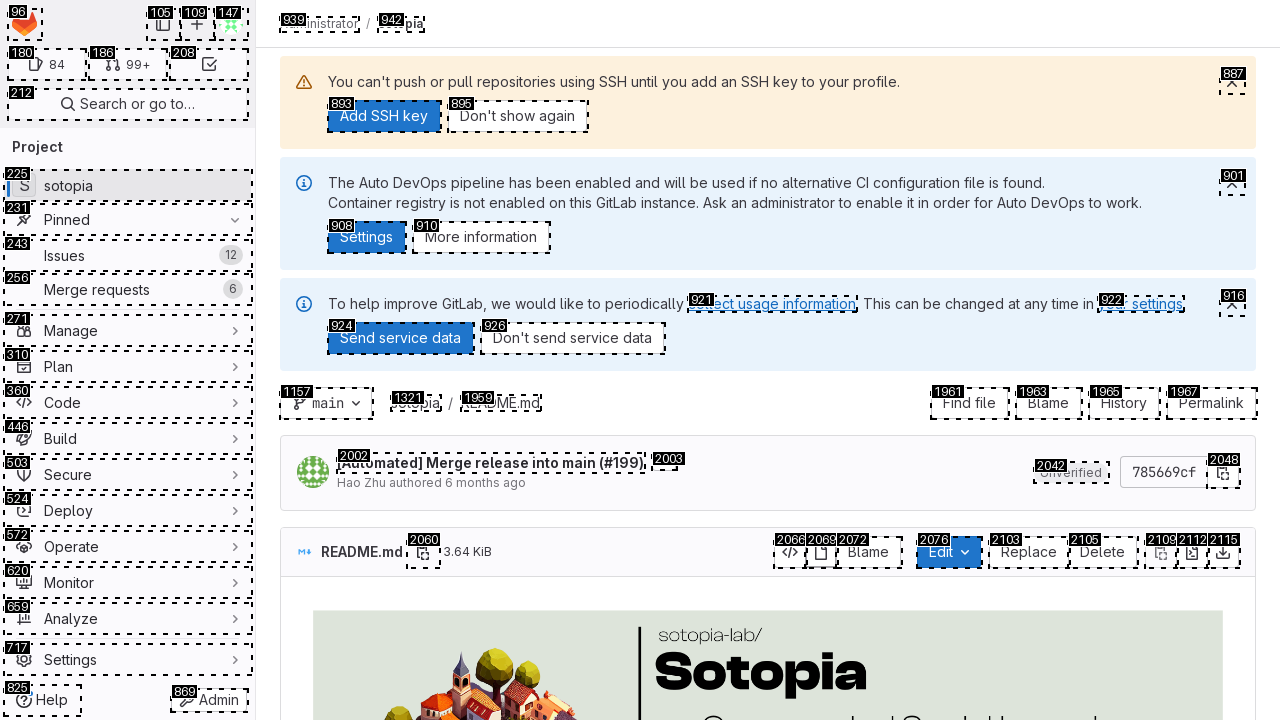 96
105
109
147
939
administrator
/
942
sotopia
180
84
186
99+
208
212
Search or go to…
Project
225
S
sotopia
231
Pinned
243
Issues
12
256
Merge requests
6
271
Manage
310
Plan
360
Code
446
Build
503
Secure
524
Deploy
572
Operate
620
Monitor
659
Analyze
717
Settings
825
Help
869
Admin
You can't push or pull repositories using SSH until you add an SSH key to your profile.
887
893
Add SSH key
895
Don't show again
The Auto DevOps pipeline has been enabled and will be used if no alternative CI configuration file is found.
901
Container registry is not enabled on this GitLab instance. Ask an administrator to enable it in order for Auto DevOps to work.
908
Settings
910
More information
To help improve GitLab, we would like to periodically collect usage information. This can be changed at any time in your settings.
921
922
916
924
Send service data
926
Don't send service data
1157
main
1321
sotopia
/
1959
README.md
1961
Find file
1963
Blame
1965
History
1967
Permalink
2002
[Automated] Merge release into main (#199)
2003
Hao Zhu authored 6 months ago
2042
Unverified
785669cf
2048
README.md
2060
3.64 KiB
2066
2069
2072
Blame
2076
Edit
2103
Replace
2105
Delete
2109
2112
2115
sotopia-lab/
Sotopia